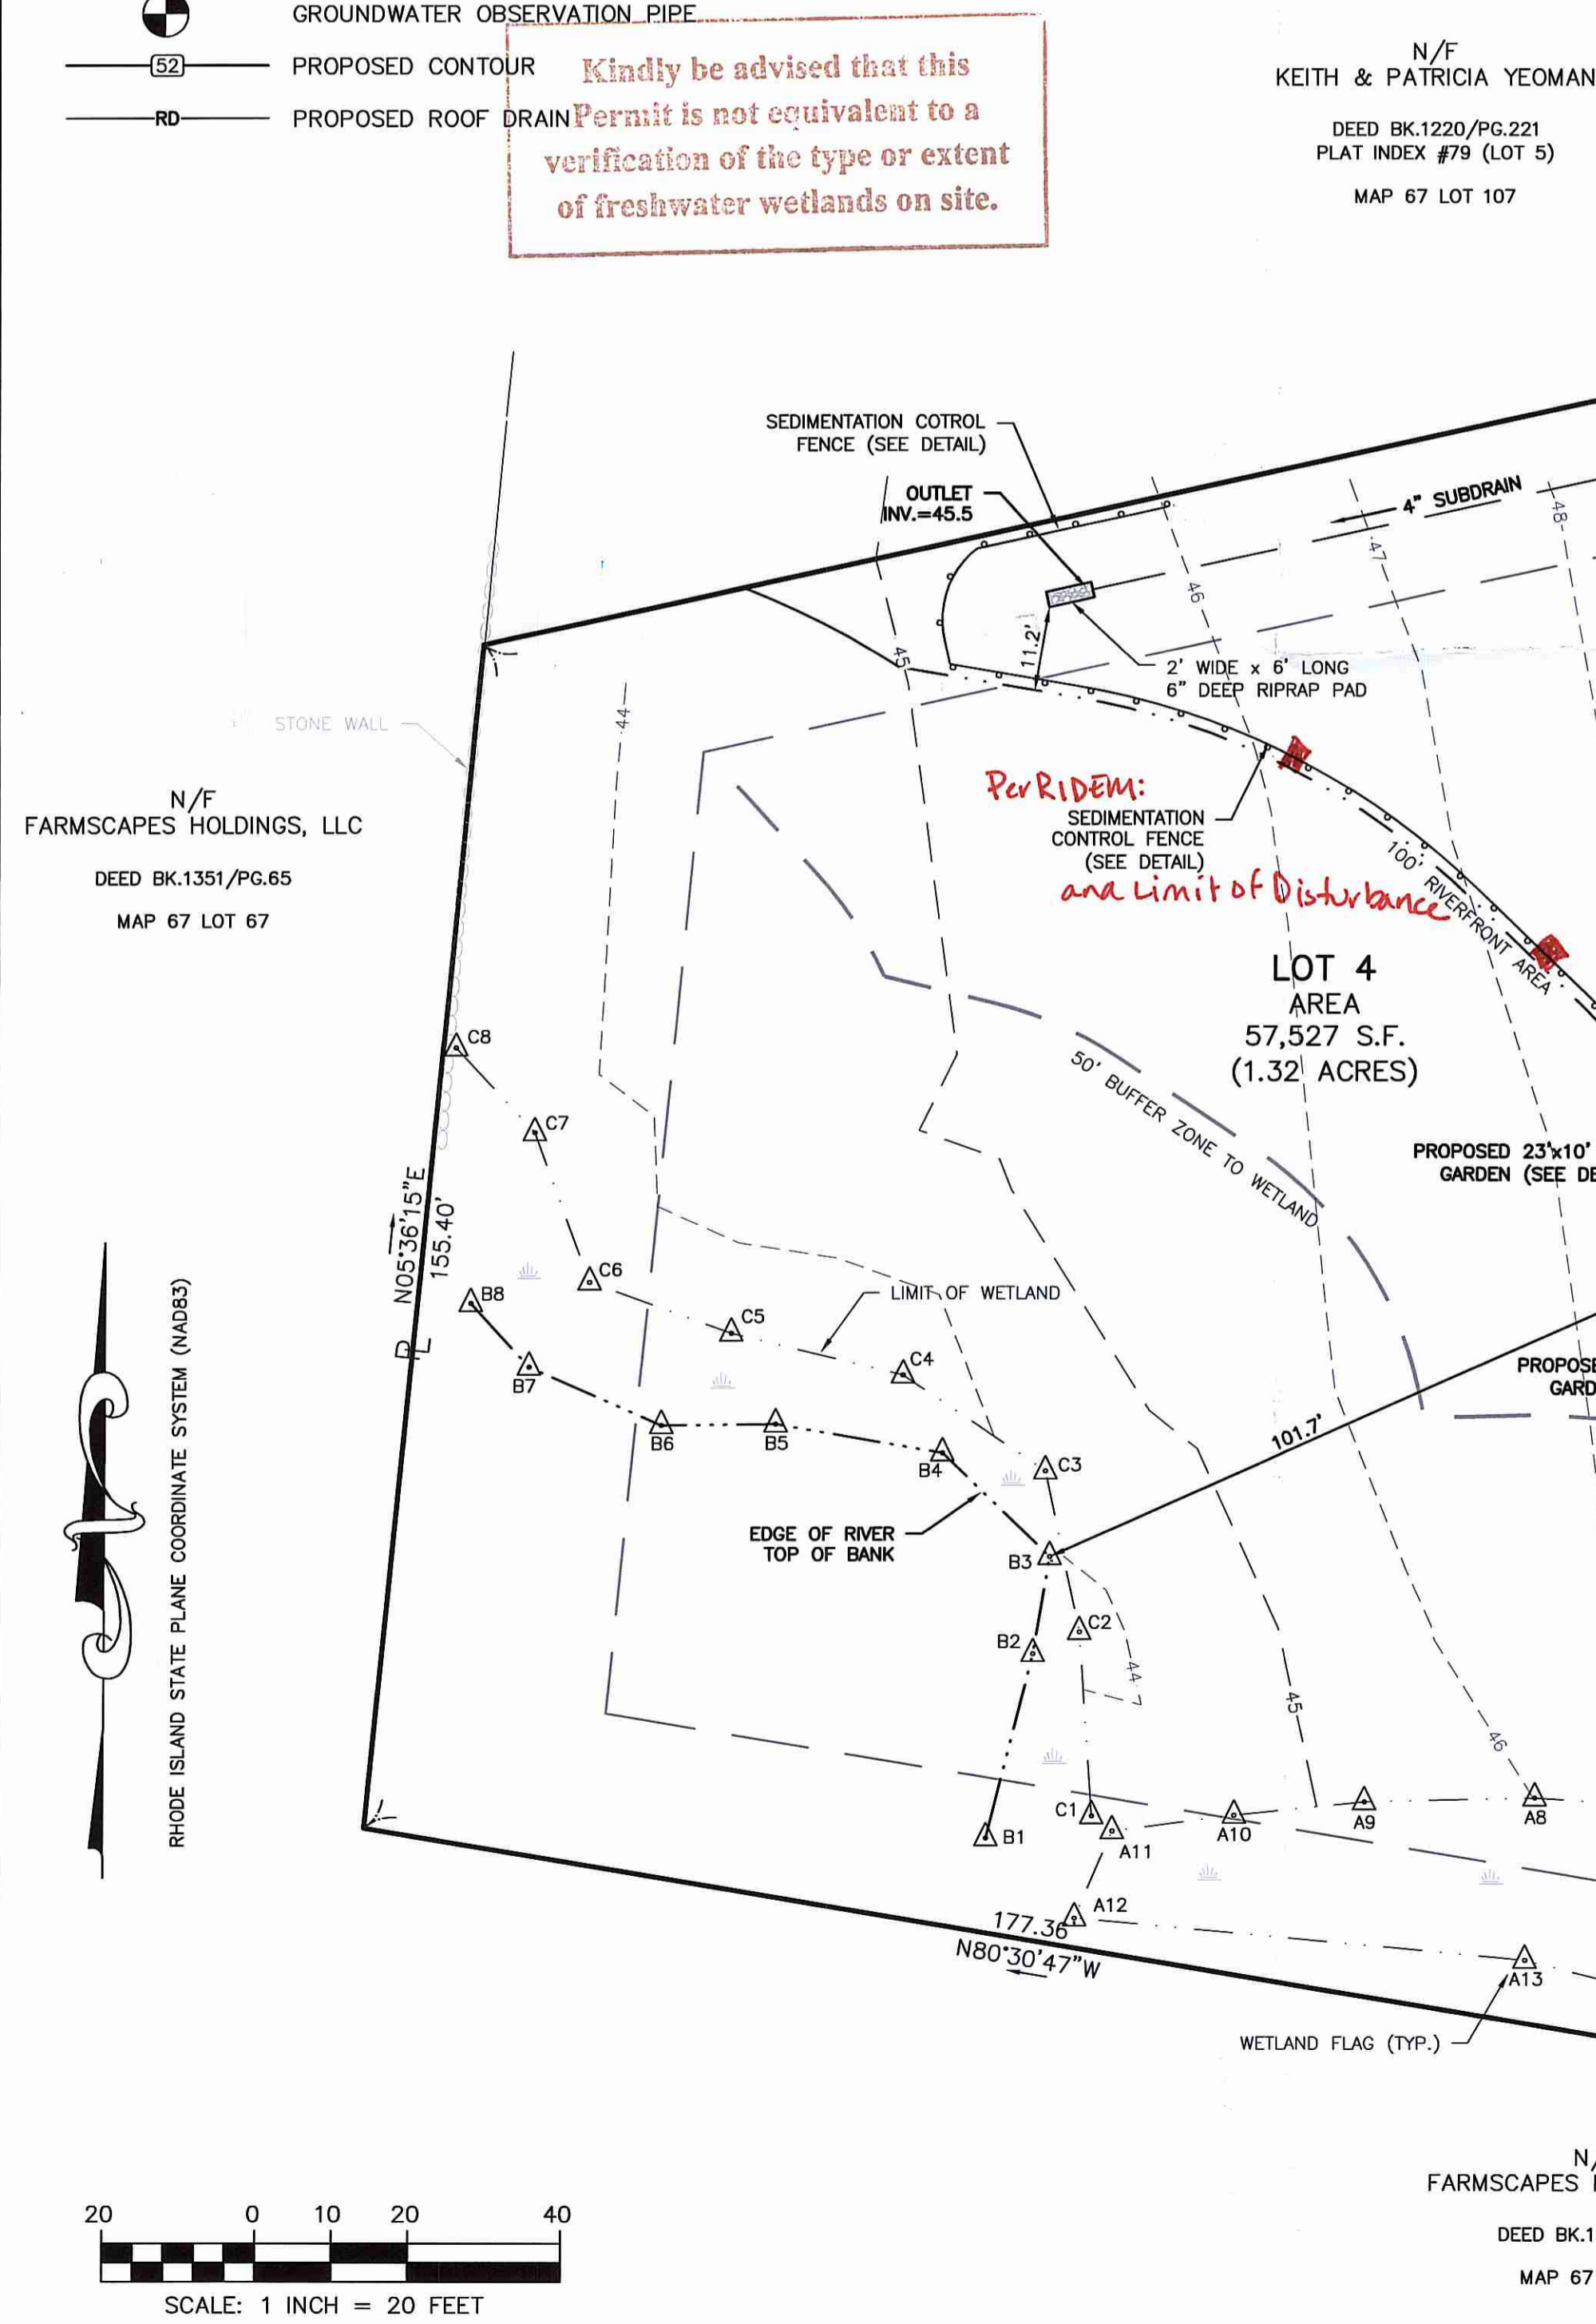 GROUNDWATER OBSERVATION PIPE
52
PROPOSED CONTOUR
RD
PROPOSED ROOF DRAIN
Kindly be advised that this
Permit is not equivalent to a
verification of the type or extent
of freshwater wetlands on site.
N/F
KEITH & PATRICIA YEOMAN
DEED BK.1220/PG.221
PLAT INDEX #79 (LOT 5)
MAP 67 LOT 107
SEDIMENTATION COTROL
FENCE (SEE DETAIL)
OUTLET
INV.=45.5
4" SUBDRAIN
48
47
46
45
11.2'
2' WIDE x 6' LONG
6" DEEP RIPRAP PAD
44
STONE WALL
N/F
FARMSCAPES HOLDINGS, LLC
DEED BK.1351/PG.65
MAP 67 LOT 67
Per RIDEM:
SEDIMENTATION
CONTROL FENCE
(SEE DETAIL)
and Limit of Disturbance
100' RIVERFRONT AREA
LOT 4
AREA
57,527 S.F.
(1.32 ACRES)
50' BUFFER ZONE TO WETLAND
PROPOSED 23'x10'
GARDEN (SEE DE
C8
C7
N05°36'15"E
155.40'
PL
C6
B8
LIMIT OF WETLAND
C5
C4
B7
PROPOSE
GARD
B6
B5
B4
C3
101.7'
EDGE OF RIVER
TOP OF BANK
B3
C2
B2
44
45
46
RHODE ISLAND STATE PLANE COORDINATE SYSTEM (NAD83)
C1
B1
A11
A10
A9
A8
A12
177.36'
N80°30'47"W
A13
WETLAND FLAG (TYP.)
N/
FARMSCAPES
DEED BK.1
MAP 67
20 0 10 20 40
SCALE: 1 INCH = 20 FEET